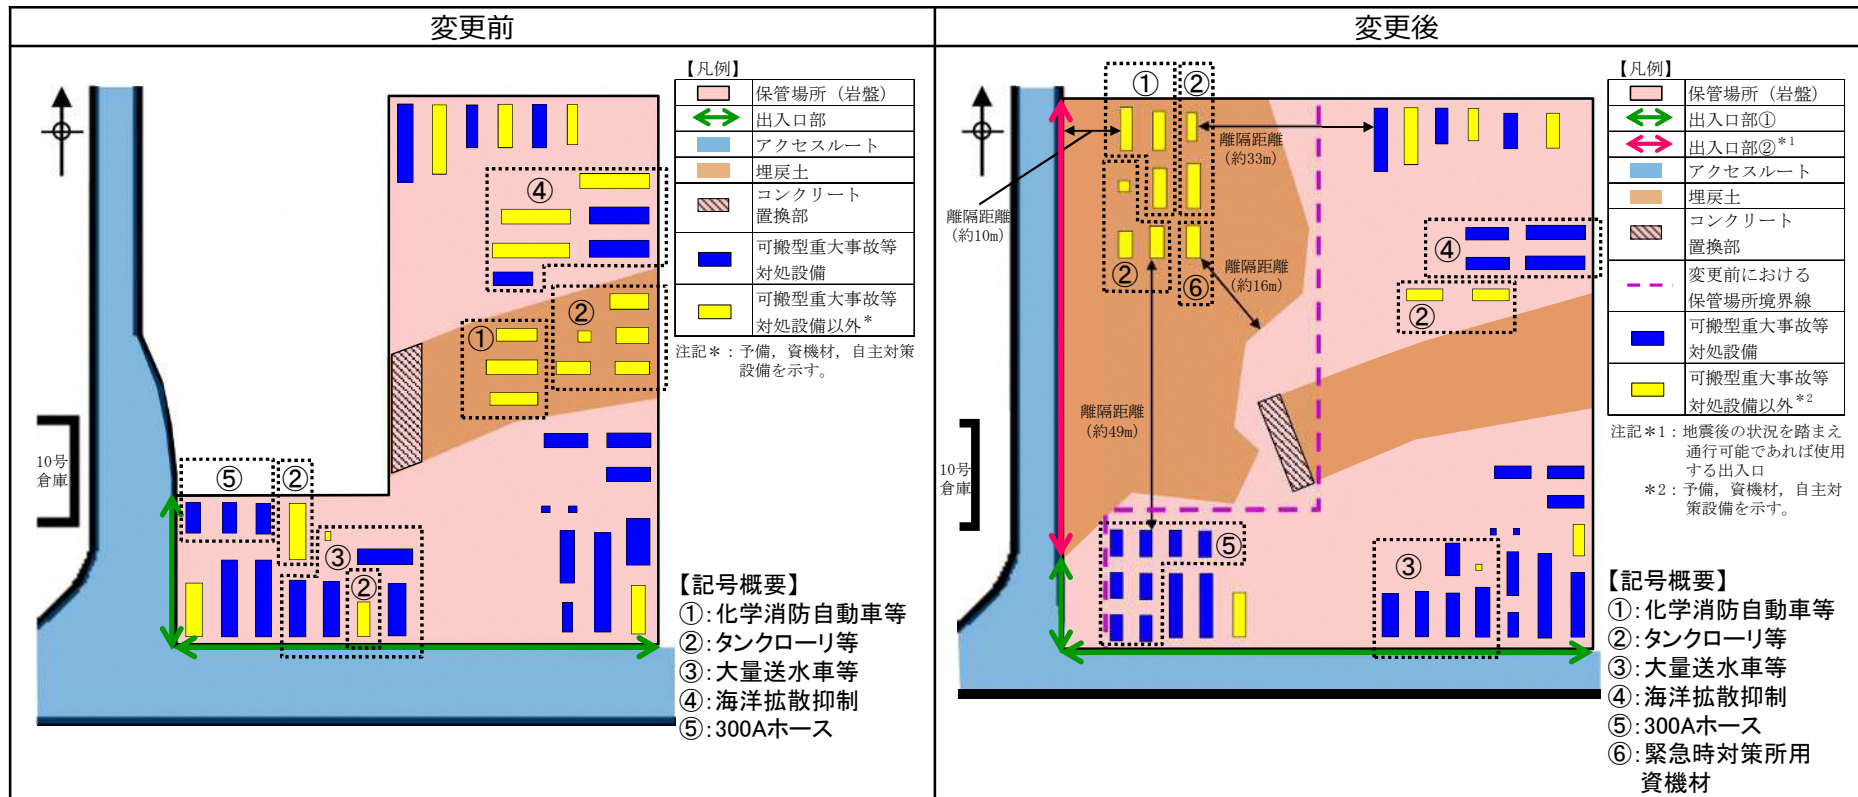 変更前
【凡例】
保管場所（岩盤）
出入口部
アクセスルート
埋戻土
コンクリート
置換部
可搬型重大事故等
対処設備
可搬型重大事故等
対処設備以外*
注記＊：予備，資機材，自主対策
設備を示す。
④
②
①
10号
倉庫
⑤
②
③
②
【記号概要】
①：化学消防自動車等
②：タンクローリ等
③：大量送水車等
④：海洋拡散抑制
⑤：300Aホース
変更後
【凡例】
保管場所（岩盤）
出入口部①
出入口部②*1
アクセスルート
埋戻土
コンクリート
置換部
変更前における
保管場所境界線
可搬型重大事故等
対処設備
可搬型重大事故等
対処設備以外*2
注記＊1：地震後の状況を踏まえ
通行可能であれば使用
する出入口
＊2：予備，資機材，自主対
策設備を示す。
①
②
離隔距離
（約33m）
離隔距離
（約10m）
②
⑥
離隔距離
（約16m）
④
②
離隔距離
（約49m）
10号
倉庫
⑤
③
【記号概要】
①：化学消防自動車等
②：タンクローリ等
③：大量送水車等
④：海洋拡散抑制
⑤：300Aホース
⑥：緊急時対策所用
資機材